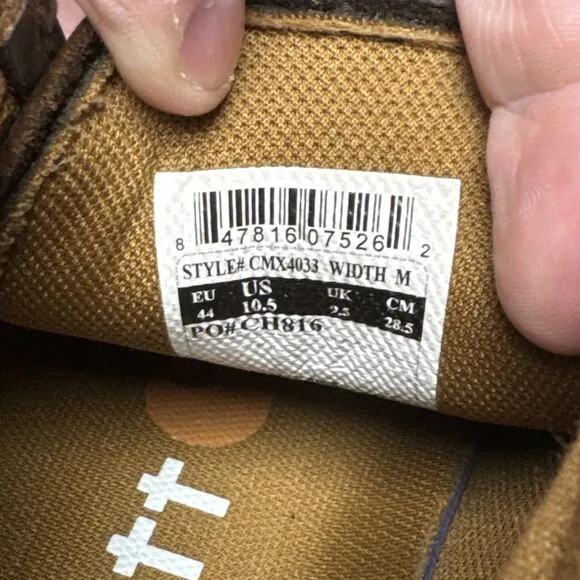 8 47816 07526 2
STYLE# CMX4033 WIDTH M
EU US UK CM
44 10.5 9.5 28.5
PO# CH816